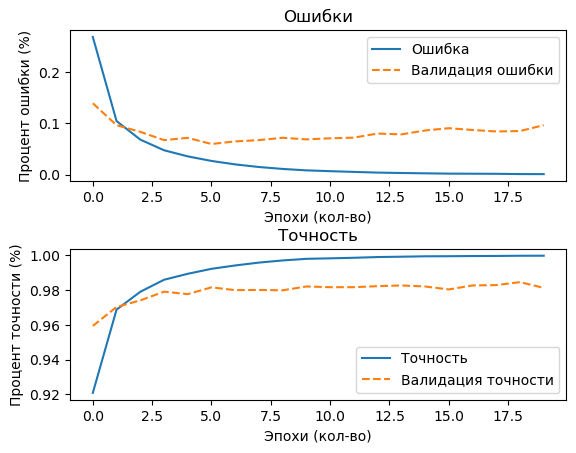 Ошибки
Процент ошибки (%)
0.2
0.1
0.0
Ошибка
Валидация ошибки
0.0 2.5 5.0 7.5 10.0 12.5 15.0 17.5
Эпохи (кол-во)
Точность
Процент точности (%)
1.00
0.98
0.96
0.94
0.92
Точность
Валидация точности
0.0 2.5 5.0 7.5 10.0 12.5 15.0 17.5
Эпохи (кол-во)